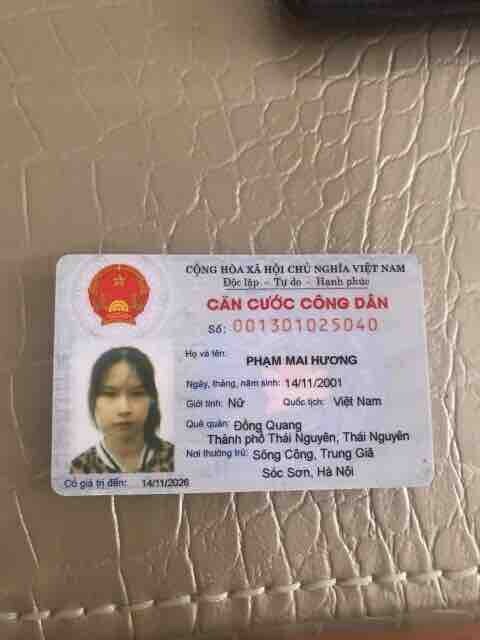 CỘNG HÒA XÃ HỘI CHỦ NGHĨA VIỆT NAM
Độc lập - Tự do - Hạnh phúc
CĂN CƯỚC CÔNG DÂN
Số: 001301025040
Họ và tên:
PHẠM MAI HƯƠNG
Ngày, tháng, năm sinh: 14/11/2001
Giới tính: Nữ Quốc tịch: Việt Nam
Quê quán: Đồng Quang
Thành phố Thái Nguyên, Thái Nguyên
Nơi thường trú: Sông Công, Trung Giã
Sóc Sơn, Hà Nội
Có giá trị đến: 14/11/2026